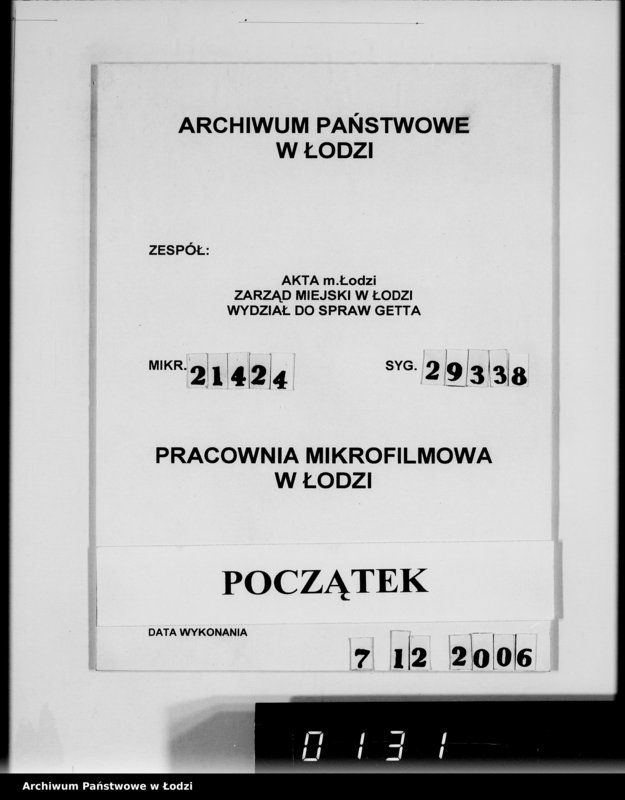 ARCHIWUM PAŃSTWOWE
W ŁODZI
ZESPÓŁ:
AKTA m.Łodzi
ZARZĄD MIEJSKI W ŁODZI
WYDZIAŁ DO SPRAW GETTA
MIKR. 21424 SYG. 29338
PRACOWNIA MIKROFILMOWA
W ŁODZI
POCZĄTEK
DATA WYKONANIA
7 12 2006
0131
Archiwum Państwowe w Łodzi